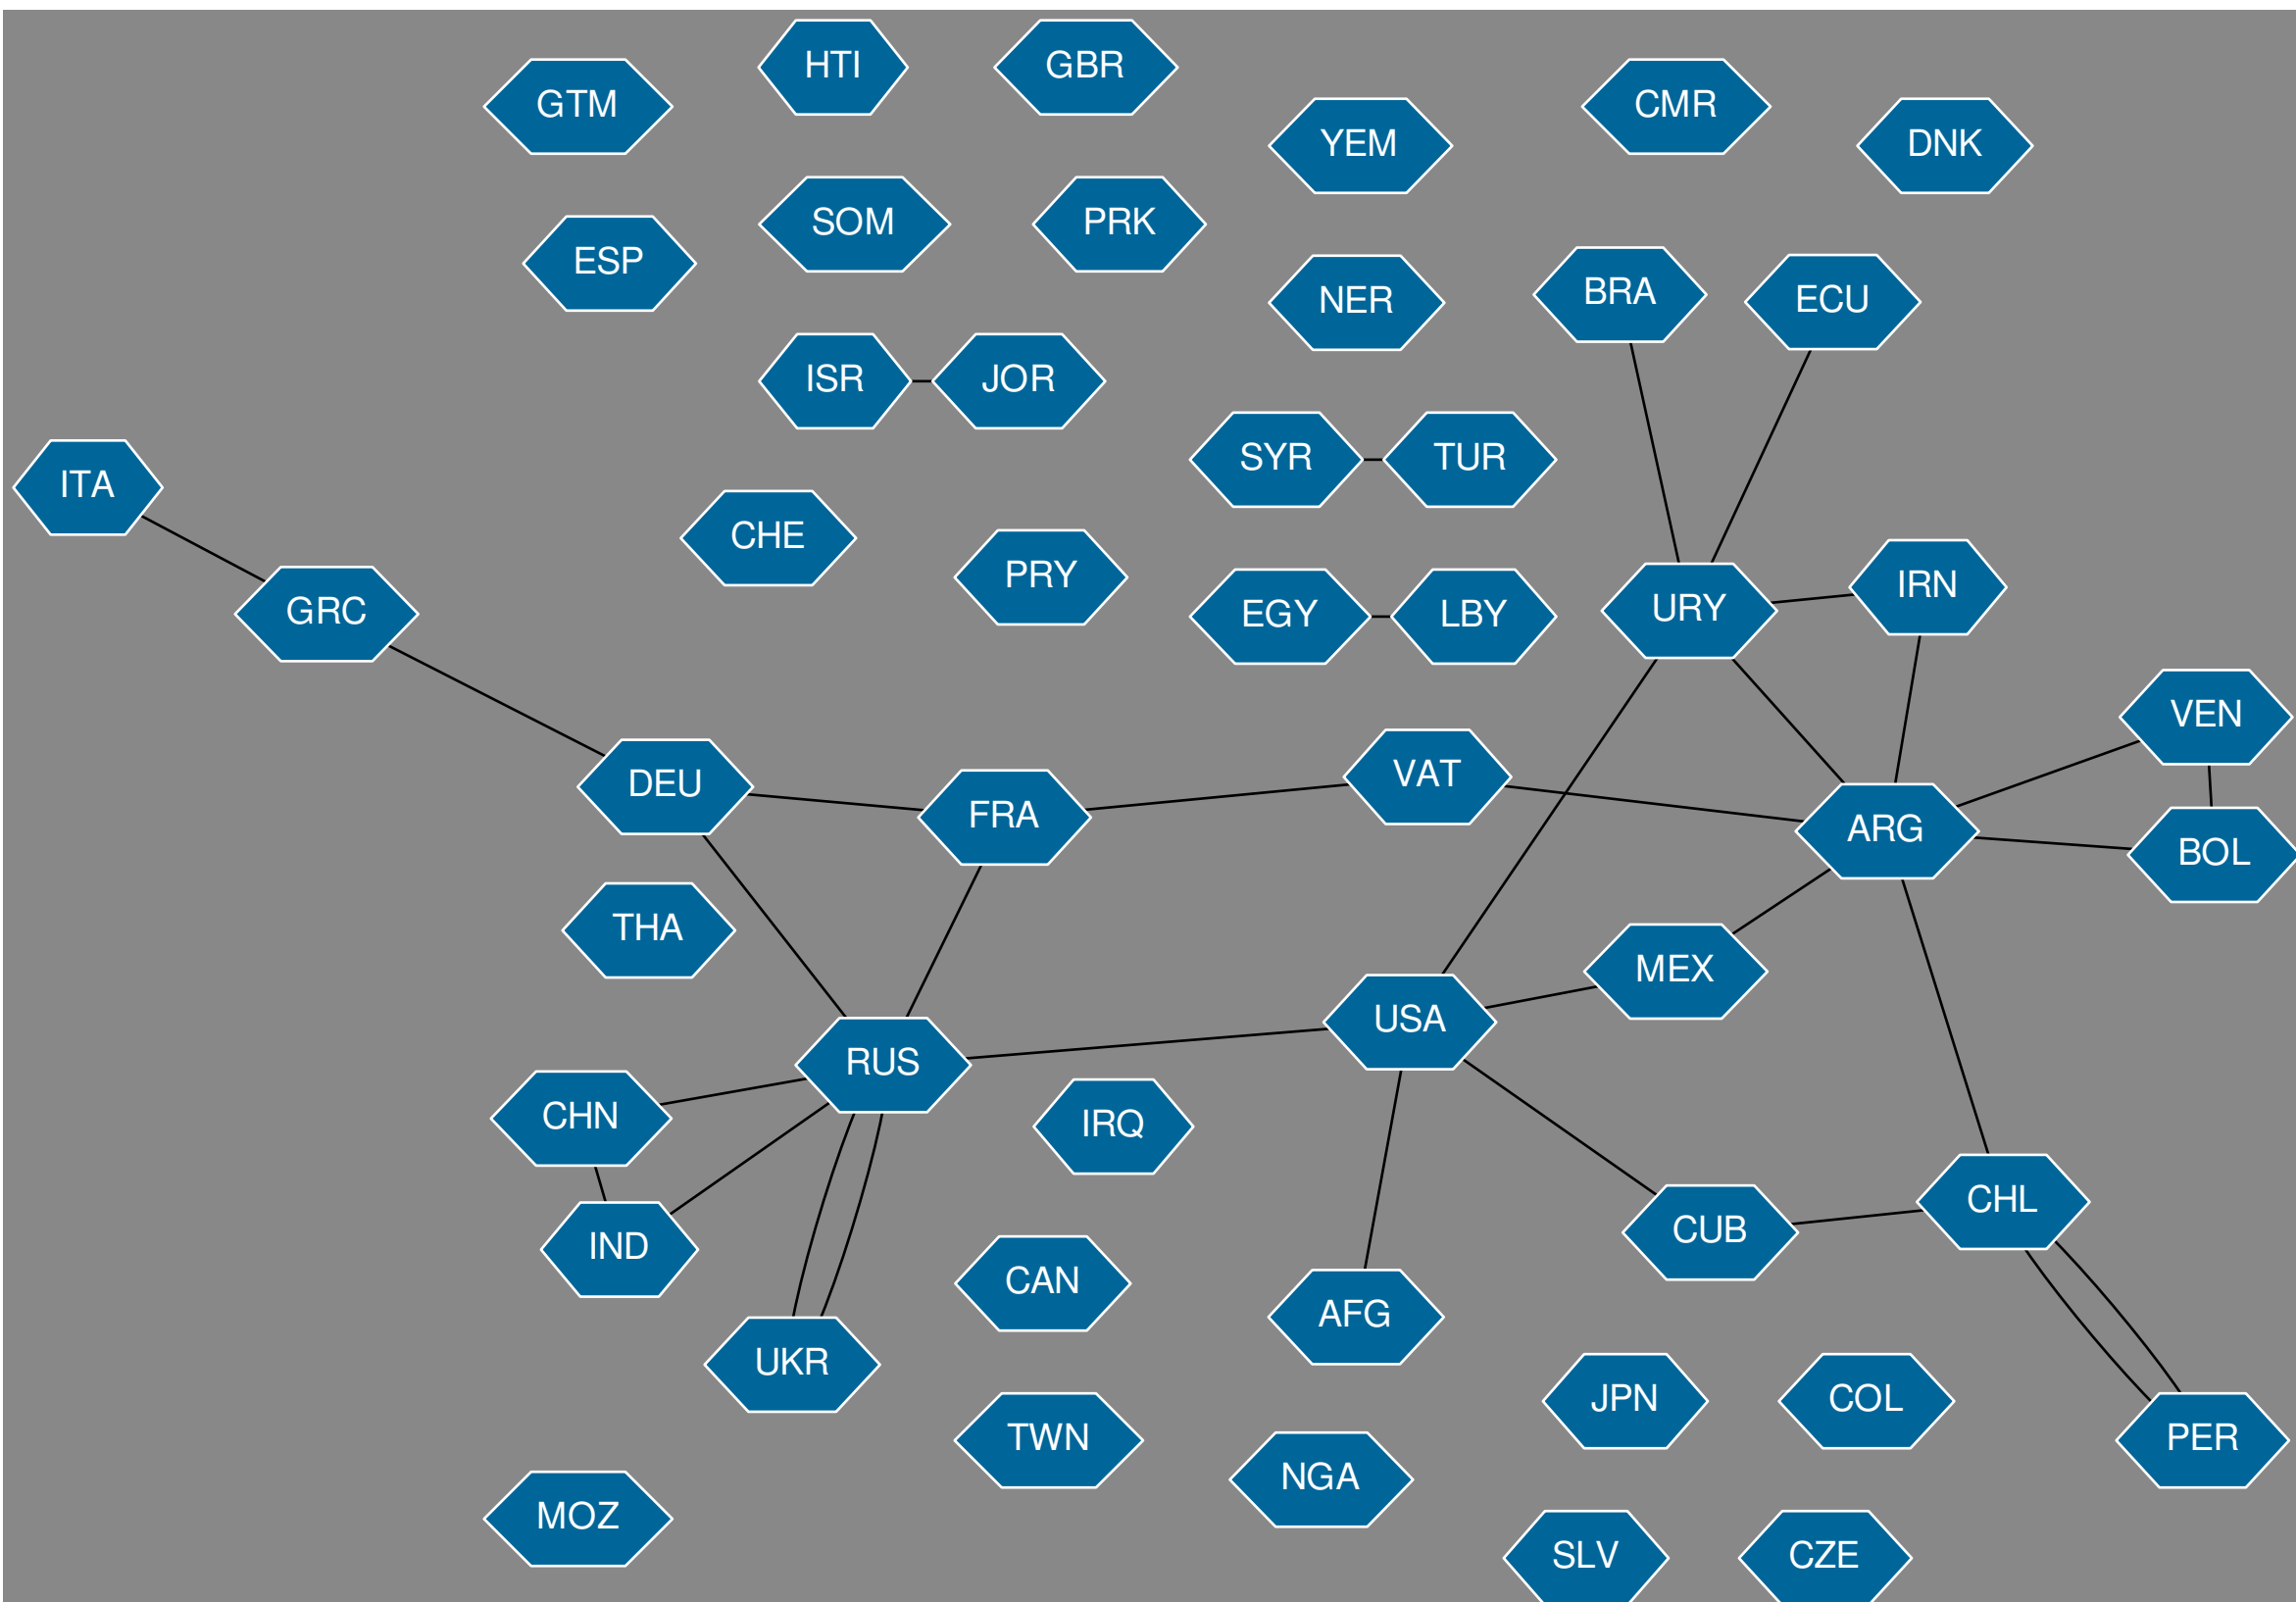 HTI
GBR
GTM
CMR
YEM
DNK
SOM
PRK
ESP
BRA
NER
ECU
ISR
JOR
SYR
TUR
ITA
CHE
PRY
IRN
GRC
EGY
LBY
URY
VEN
DEU
FRA
VAT
ARG
BOL
THA
MEX
USA
RUS
CHN
IRQ
CHL
CUB
IND
CAN
AFG
UKR
JPN
COL
TWN
PER
NGA
MOZ
SLV
CZE